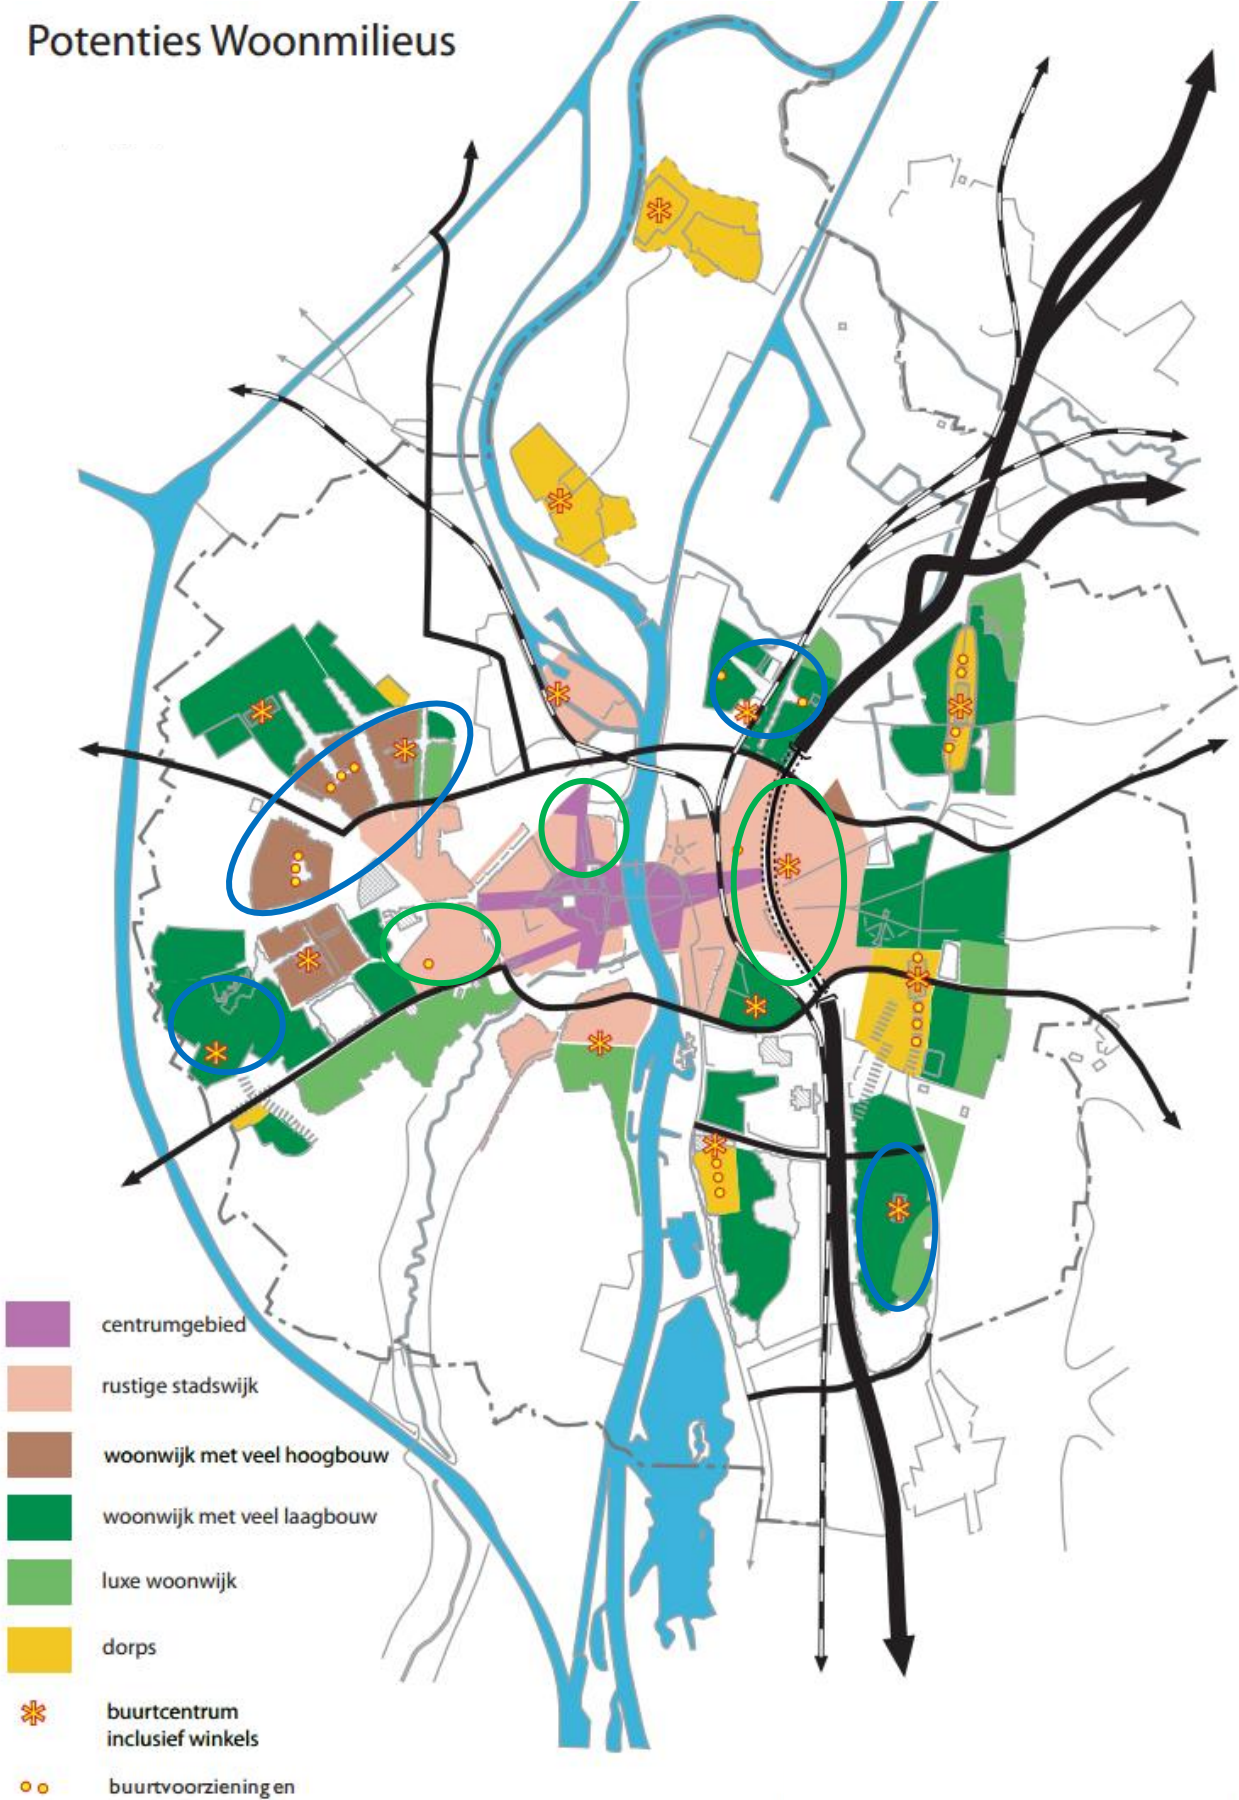 Potenties Woonmilieus
centrumgebied
rustige stadswijk
woonwijk met veel hoogbouw
woonwijk met veel laagbouw
luxe woonwijk
dorps
buurtcentrum
inclusief winkels
buurtvoorzieningen